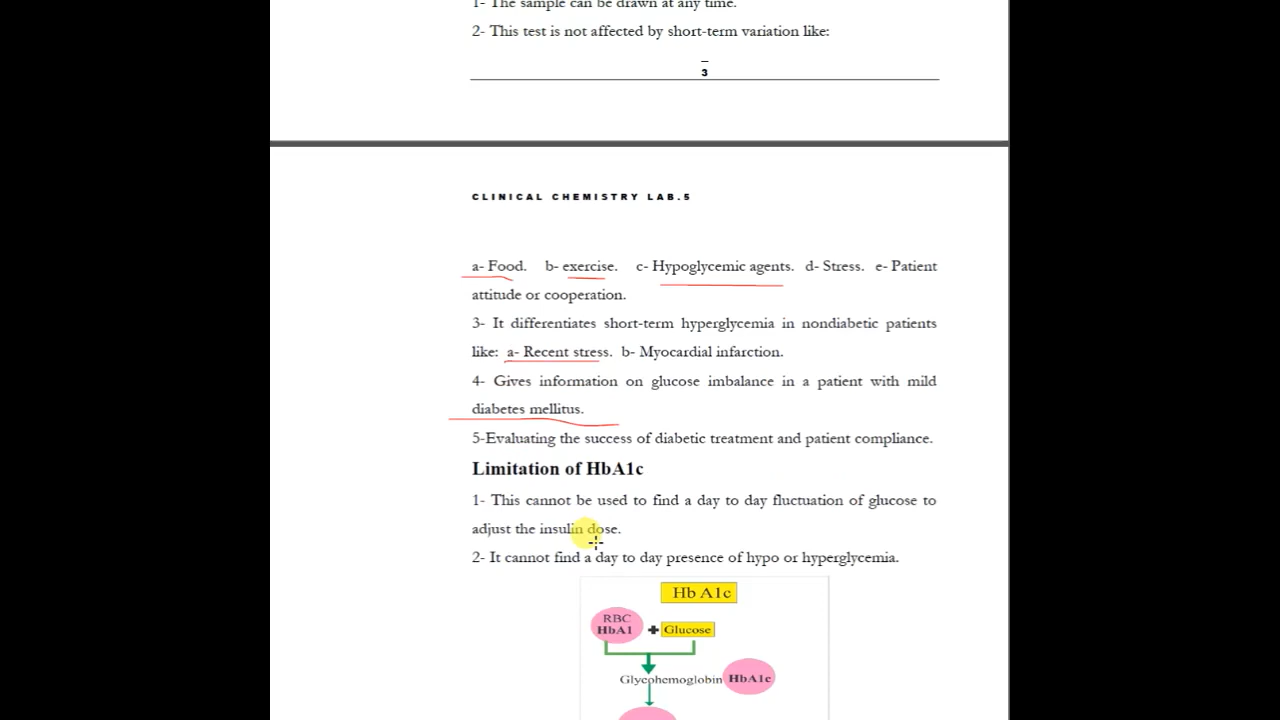 1- The sample can be drawn at any time.
2- This test is not affected by short-term variation like:
3
CLINICAL CHEMISTRY LAB.5
a- Food. b- exercise. c- Hypoglycemic agents. d- Stress. e- Patient
attitude or cooperation.
3- It differentiates short-term hyperglycemia in nondiabetic patients
like: a- Recent stress. b- Myocardial infarction.
4- Gives information on glucose imbalance in a patient with mild
diabetes mellitus.
5-Evaluating the success of diabetic treatment and patient compliance.
Limitation of HbA1c
1- This cannot be used to find a day to day fluctuation of glucose to
adjust the insulin dose.
2- It cannot find a day to day presence of hypo or hyperglycemia.
Hb A1c
RBC
HbA1 + Glucose
Glycohemoglobin HbA1c